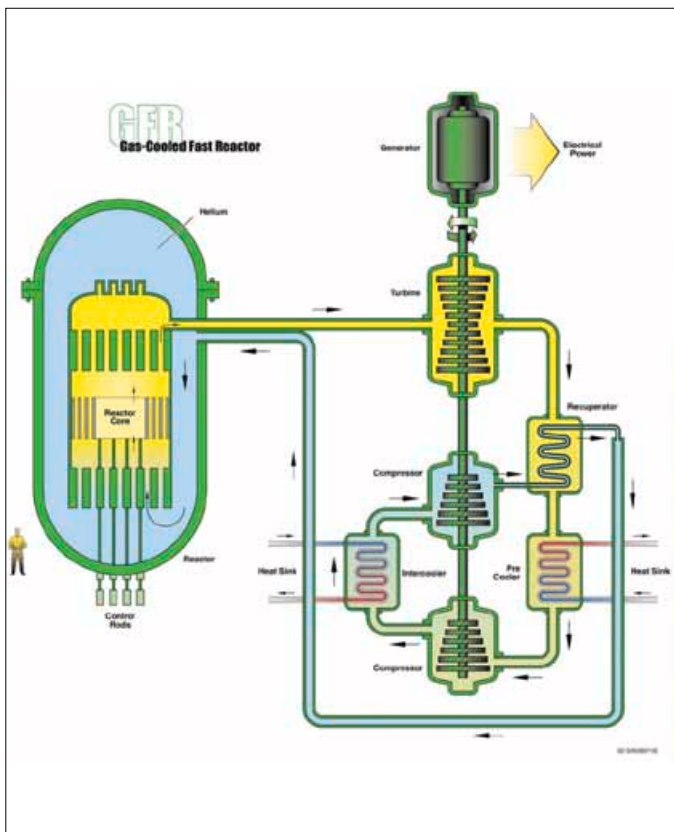 GFR
Gas-Cooled Fast Reactor
Generator
Electrical
Power
Helium
Turbine
Reactor
Core
Recuperator
Compressor
Heat Sink
Intercooler
Pre
Cooler
Heat Sink
Reactor
Control
Rods
Compressor